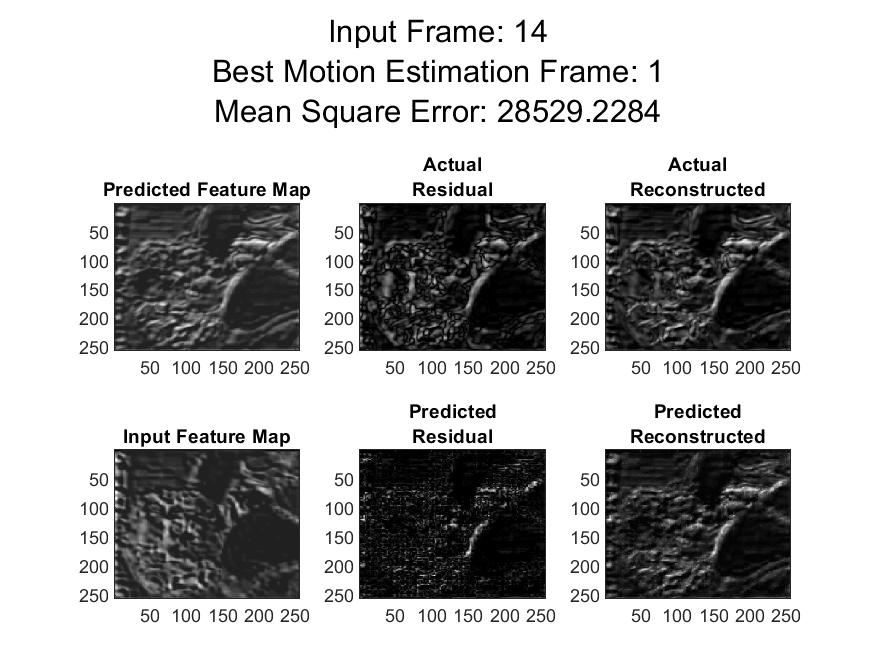 Input Frame: 14
Best Motion Estimation Frame: 1
Mean Square Error: 28529.2284
Predicted Feature Map
50
100
150
200
250
50 100 150 200 250
Actual
Residual
50
100
150
200
250
50 100 150 200 250
Actual
Reconstructed
50
100
150
200
250
50 100 150 200 250
Input Feature Map
50
100
150
200
250
50 100 150 200 250
Predicted
Residual
50
100
150
200
250
50 100 150 200 250
Predicted
Reconstructed
50
100
150
200
250
50 100 150 200 250